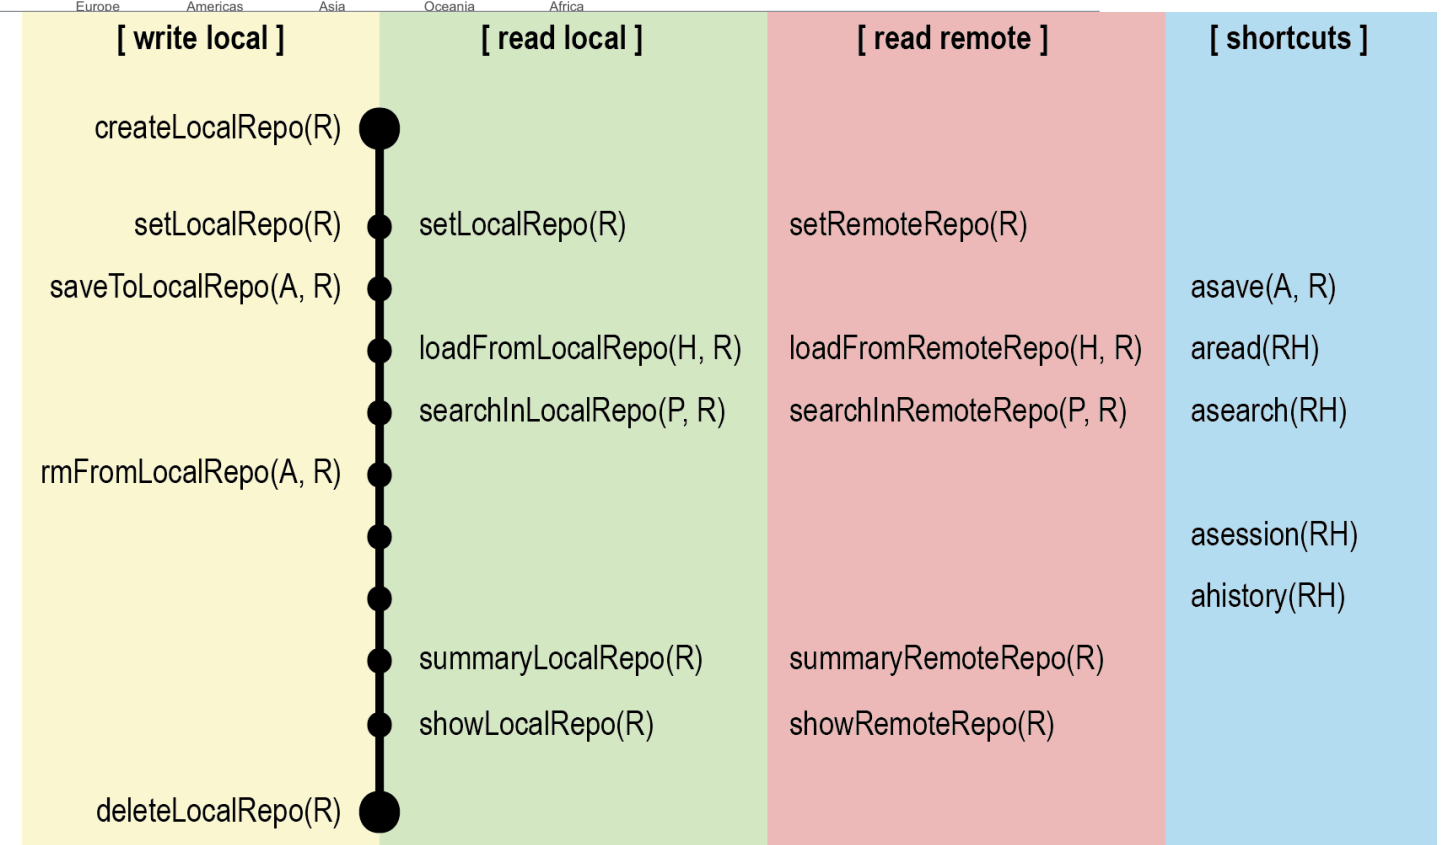 Europe Americas Asia Oceania Africa
[ write local ] [ read local ] [ read remote ] [ shortcuts ]
createLocalRepo(R)
setLocalRepo(R) setLocalRepo(R) setRemoteRepo(R)
saveToLocalRepo(A, R) asave(A, R)
loadFromLocalRepo(H, R) loadFromRemoteRepo(H, R) aread(RH)
searchInLocalRepo(P, R) searchInRemoteRepo(P, R) asearch(RH)
rmFromLocalRepo(A, R)
asession(RH)
ahistory(RH)
summaryLocalRepo(R) summaryRemoteRepo(R)
showLocalRepo(R) showRemoteRepo(R)
deleteLocalRepo(R)